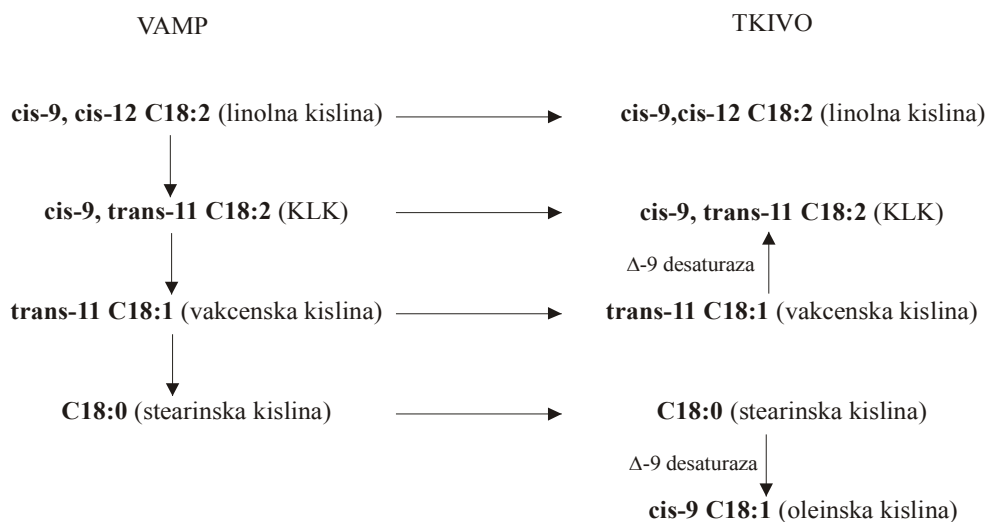 VAMP TKIVO
cis-9, cis-12 C18:2 (linolna kislina) cis-9,cis-12 C18:2 (linolna kislina)
cis-9, trans-11 C18:2 (KLK) cis-9, trans-11 C18:2 (KLK)
Δ-9 desaturaza
trans-11 C18:1 (vakcenska kislina) trans-11 C18:1 (vakcenska kislina)
C18:0 (stearinska kislina) C18:0 (stearinska kislina)
Δ-9 desaturaza
cis-9 C18:1 (oleinska kislina)